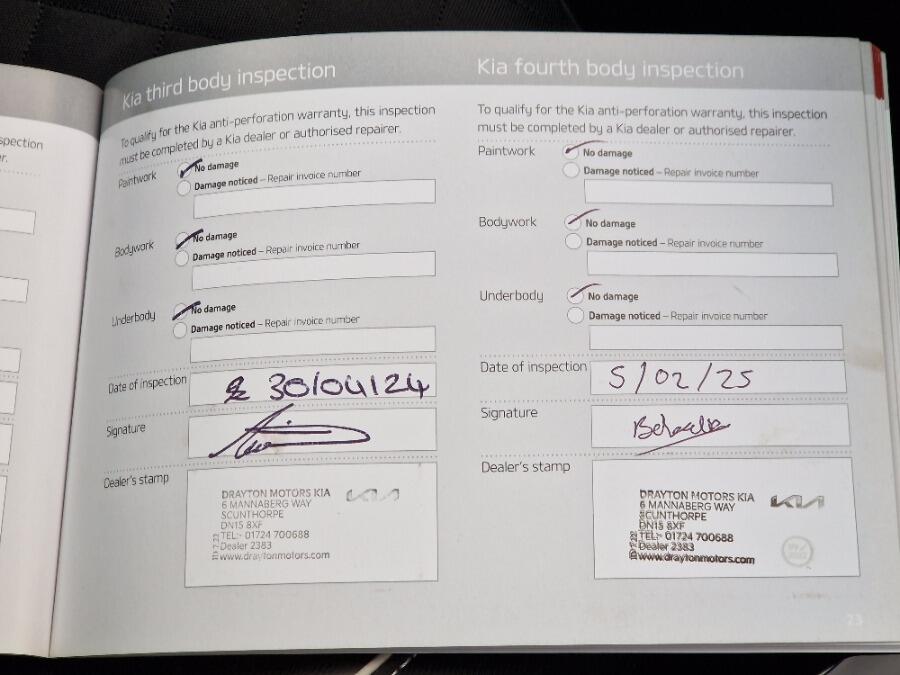 spection
r.
Kia third body inspection
To qualify for the Kia anti-perforation warranty, this inspection
must be completed by a Kia dealer or authorised repairer.
Paintwork
No damage
Damage noticed – Repair invoice number
Bodywork
No damage
Damage noticed – Repair invoice number
Underbody
No damage
Damage noticed – Repair invoice number
Date of inspection
30/04/24
Signature
Dealer's stamp
DRAYTON MOTORS KIA
6 MANNABERG WAY
SCUNTHORPE
DN15 8XF
TEL:- 01724 700688
Dealer 2383
www.draytonmotors.com
KIA
Kia fourth body inspection
To qualify for the Kia anti-perforation warranty, this inspection
must be completed by a Kia dealer or authorised repairer.
Paintwork
No damage
Damage noticed – Repair invoice number
Bodywork
No damage
Damage noticed – Repair invoice number
Underbody
No damage
Damage noticed – Repair invoice number
Date of inspection
5/02/25
Signature
Dealer's stamp
DRAYTON MOTORS KIA
6 MANNABERG WAY
SCUNTHORPE
DN15 8XF
TEL:- 01724 700688
Dealer 2383
www.draytonmotors.com
KIA
23